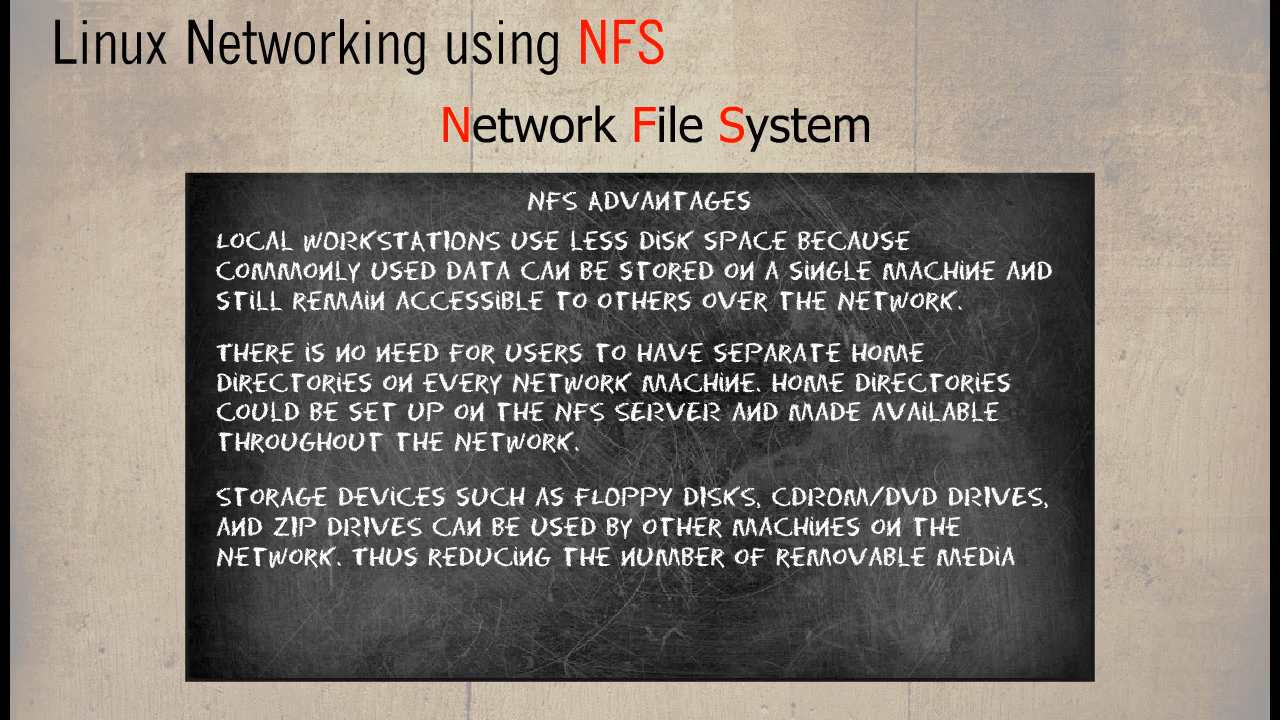 Linux Networking using NFS
Network File System
NFS ADVANTAGES
LOCAL WORKSTATIONS USE LESS DISK SPACE BECAUSE
COMMONLY USED DATA CAN BE STORED ON A SINGLE MACHINE AND
STILL REMAIN ACCESSIBLE TO OTHERS OVER THE NETWORK.
THERE IS NO NEED FOR USERS TO HAVE SEPARATE HOME
DIRECTORIES ON EVERY NETWORK MACHINE. HOME DIRECTORIES
COULD BE SET UP ON THE NFS SERVER AND MADE AVAILABLE
THROUGHOUT THE NETWORK.
STORAGE DEVICES SUCH AS FLOPPY DISKS, CDROM/DVD DRIVES,
AND ZIP DRIVES CAN BE USED BY OTHER MACHINES ON THE
NETWORK. THUS REDUCING THE NUMBER OF REMOVABLE MEDIA